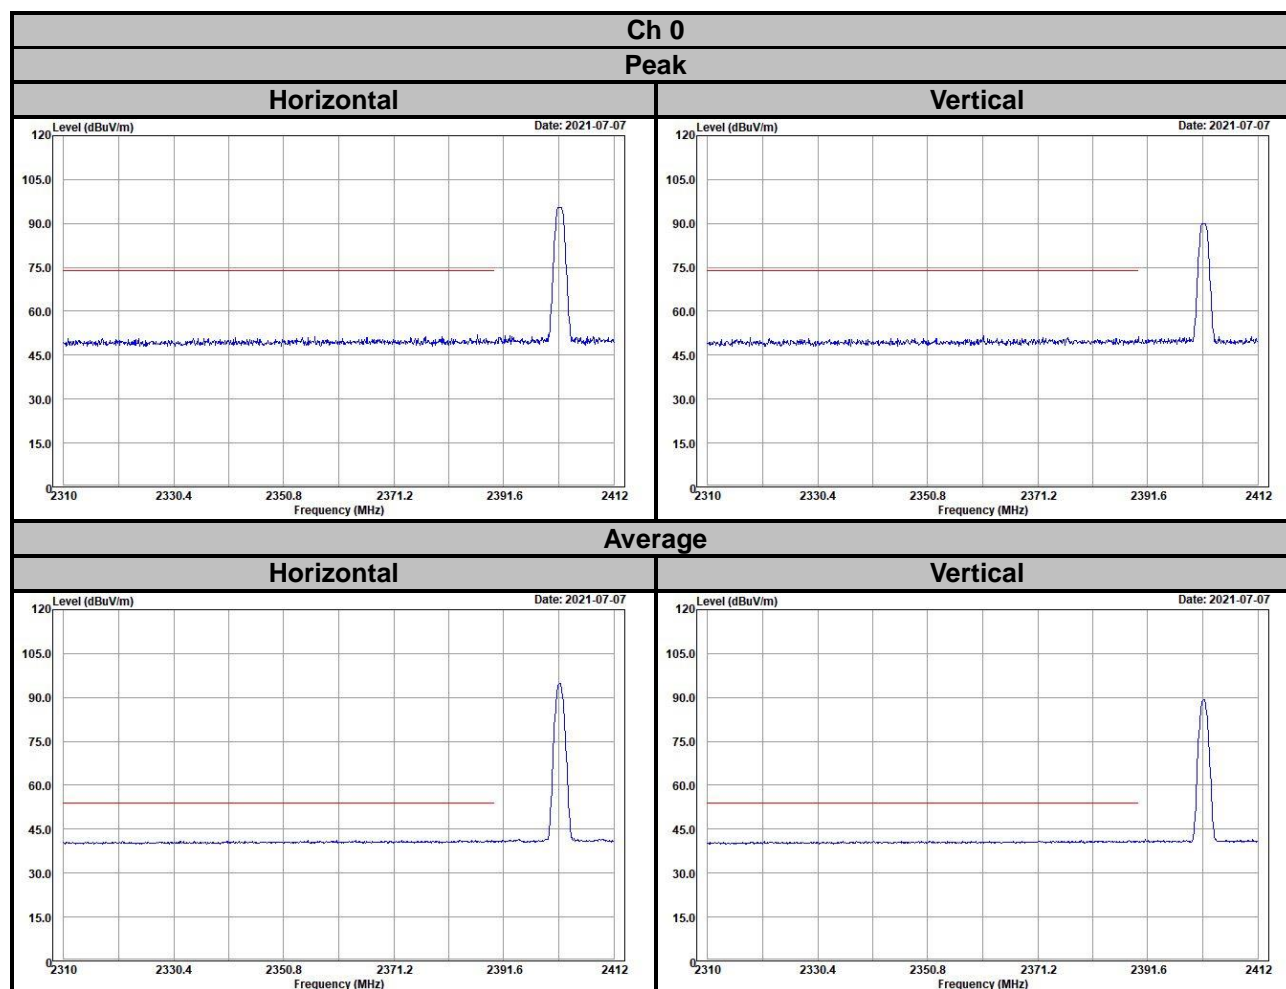 Ch 0
Peak
Horizontal Vertical
Level (dBuV/m) Date: 2021-07-07 Level (dBuV/m) Date: 2021-07-07
120 120
105.0 105.0
90.0 90.0
75.0 75.0
60.0 60.0
45.0 45.0
30.0 30.0
15.0 15.0
0 0
2310 2330.4 2350.8 2371.2 2391.6 2412 2310 2330.4 2350.8 2371.2 2391.6 2412
Frequency (MHz) Frequency (MHz)
Average
Horizontal Vertical
Level (dBuV/m) Date: 2021-07-07 Level (dBuV/m) Date: 2021-07-07
120 120
105.0 105.0
90.0 90.0
75.0 75.0
60.0 60.0
45.0 45.0
30.0 30.0
15.0 15.0
0 0
2310 2330.4 2350.8 2371.2 2391.6 2412 2310 2330.4 2350.8 2371.2 2391.6 2412
Frequency (MHz) Frequency (MHz)